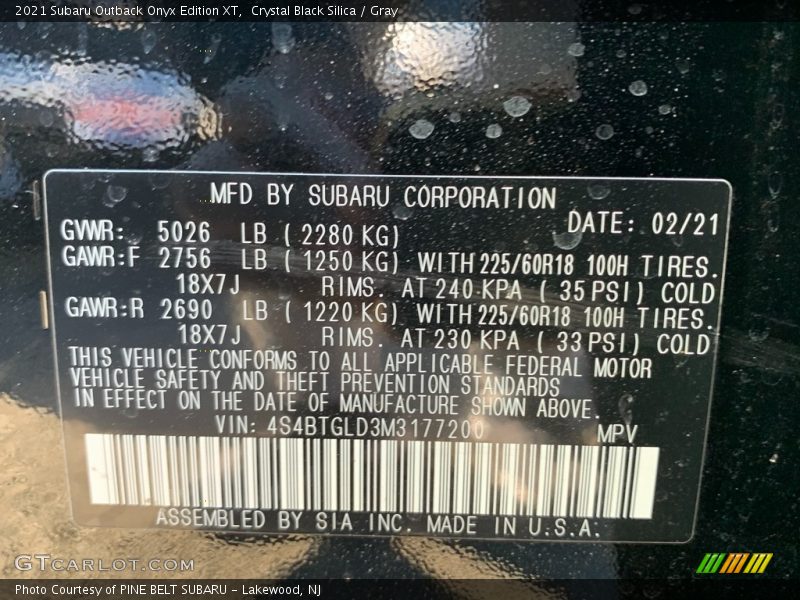 2021 Subaru Outback Onyx Edition XT,  Crystal Black Silica / Gray
MFD BY SUBARU CORPORATION
DATE: 02/21
GVWR: 5026 LB ( 2280 KG)
GAWR:F 2756 LB ( 1250 KG) WITH 225/60R18 100H TIRES.
18X7J RIMS. AT 240 KPA ( 35 PSI) COLD
GAWR:R 2690 LB ( 1220 KG) WITH 225/60R18 100H TIRES.
18X7J RIMS. AT 230 KPA ( 33 PSI) COLD
THIS VEHICLE CONFORMS TO ALL APPLICABLE FEDERAL MOTOR
VEHICLE SAFETY AND THEFT PREVENTION STANDARDS
IN EFFECT ON THE DATE OF MANUFACTURE SHOWN ABOVE.
VIN: 4S4BTGLD3M3177200 MPV
ASSEMBLED BY SIA INC. MADE IN U.S.A.
GTCARLOT.COM
Photo Courtesy of PINE BELT SUBARU - Lakewood, NJ